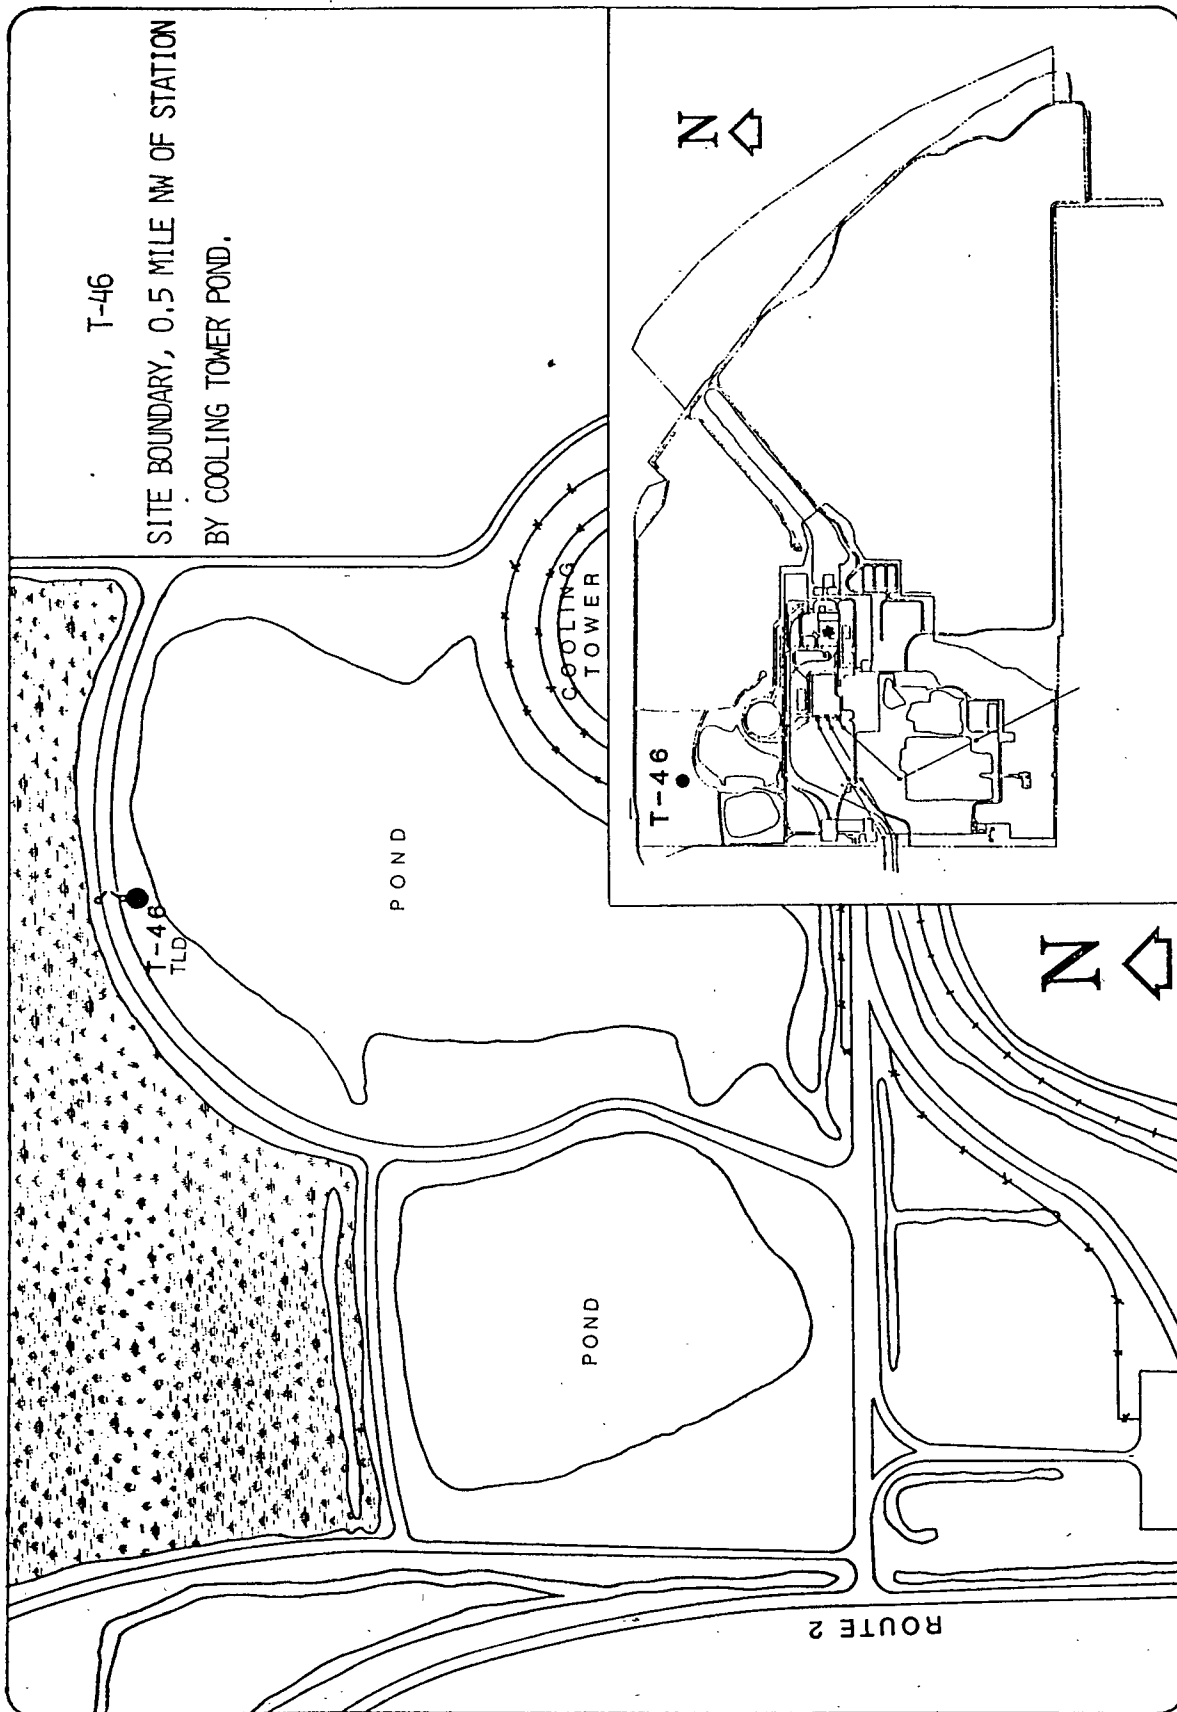 T-46
SITE BOUNDARY, 0.5 MILE NW OF STATION
BY COOLING TOWER POND.
N
T-46
COOLING
TOWER
POND
T-46
TLD
POND
N
ROUTE 2